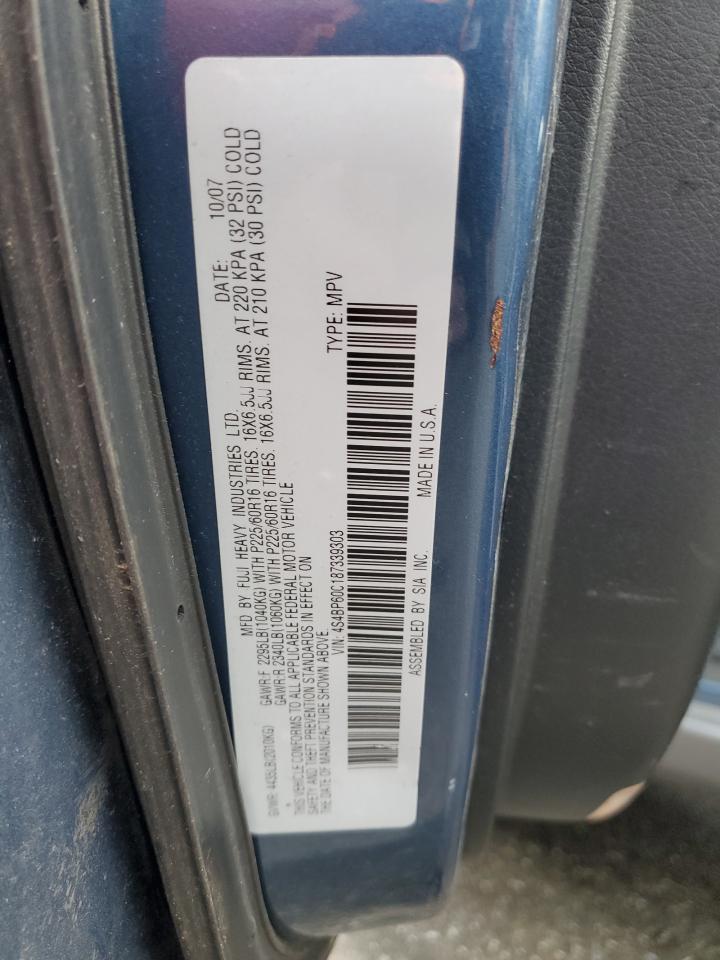 MFD BY FUJI HEAVY INDUSTRIES LTD. DATE: 10/07
GVWR: 4435LB(2010KG) GAWR:F 2295LB(1040KG) WITH P225/60R16 TIRES. 16X6.5JJ RIMS. AT 220 KPA (32 PSI) COLD
GAWR:R 2340LB(1060KG) WITH P225/60R16 TIRES. 16X6.5JJ RIMS. AT 210 KPA (30 PSI) COLD
THIS VEHICLE CONFORMS TO ALL APPLICABLE FEDERAL MOTOR VEHICLE
SAFETY AND THEFT PREVENTION STANDARDS IN EFFECT ON
THE DATE OF MANUFACTURE SHOWN ABOVE.
VIN: 4S4BP60C187339303 TYPE: MPV
ASSEMBLED BY SIA INC. MADE IN U.S.A.